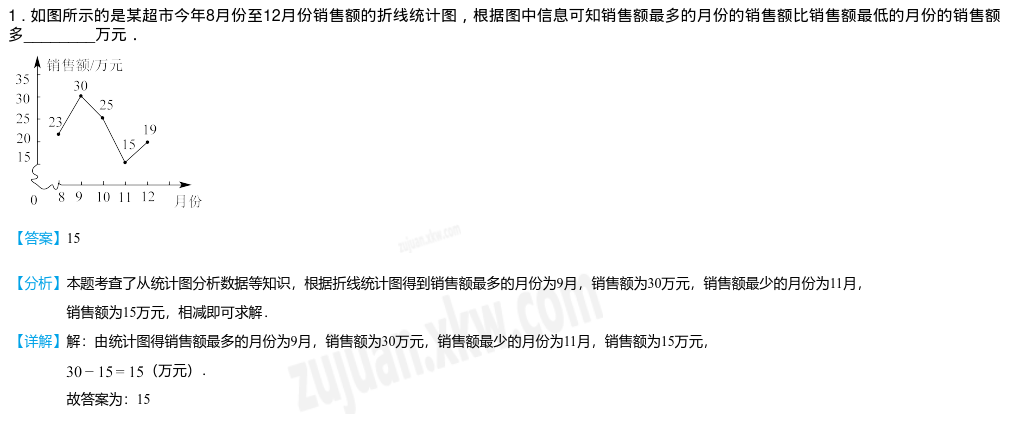 1．如图所示的是某超市今年8月份至12月份销售额的折线统计图，根据图中信息可知销售额最多的月份的销售额比销售额最低的月份的销售额
多_________万元．
销售额/万元
35
30
25
20
15
0
23
30
25
15
19
8 9 10 11 12
月份
【答案】15
zujuan.xkw.com
【分析】本题考查了从统计图分析数据等知识，根据折线统计图得到销售额最多的月份为9月，销售额为30万元，销售额最少的月份为11月，
销售额为15万元，相减即可求解．
【详解】解：由统计图得销售额最多的月份为9月，销售额为30万元，销售额最少的月份为11月，销售额为15万元，
30－15＝15（万元）．
故答案为：15
zujuan.xkw.com